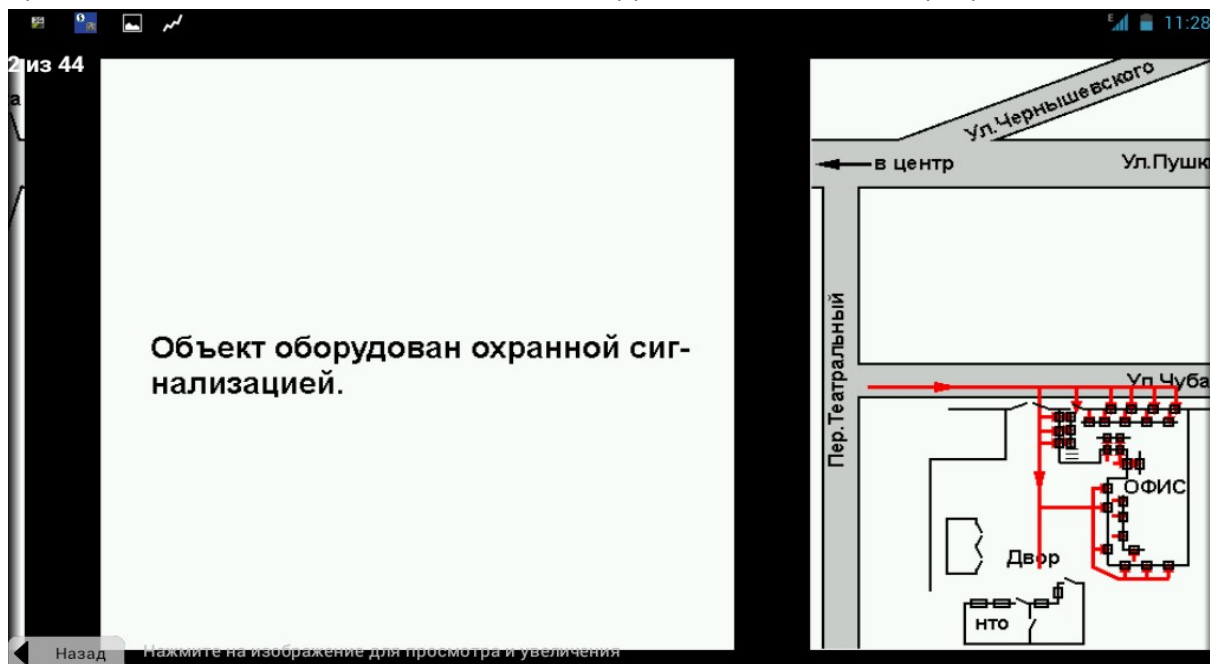 11:28
2 из 44
а
Объект оборудован охранной сиг-
нализацией.
Ул.Чернышевского
в центр
Ул.Пушк
Пер.Театральный
Ул.Чуба
ОФИС
Двор
НТО
Назад
Нажмите на изображение для просмотра и увеличения